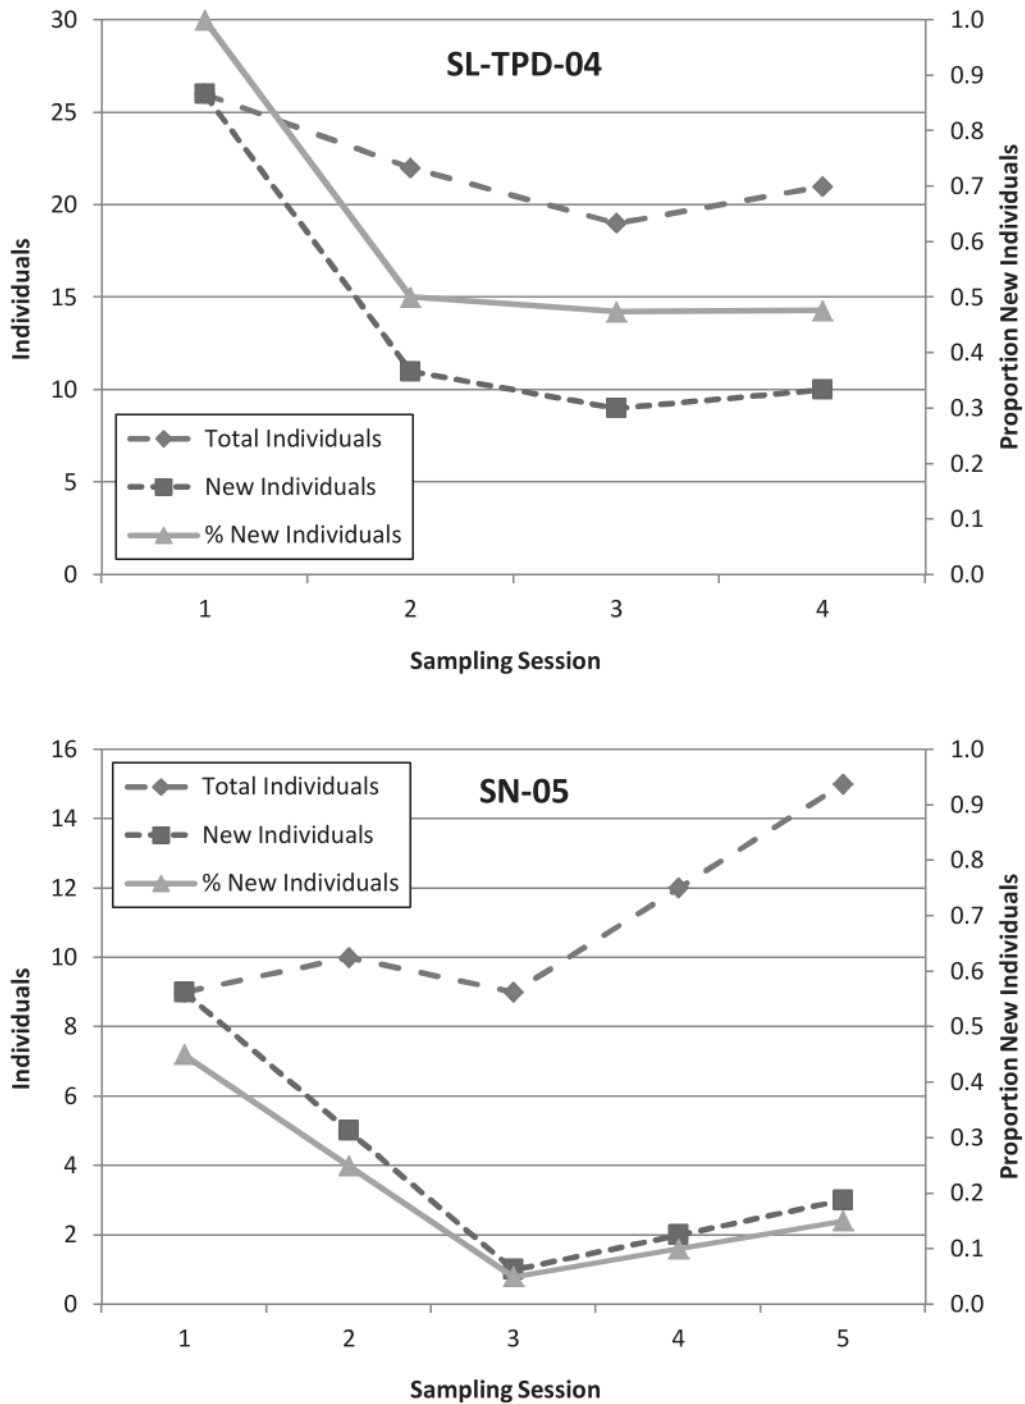 SL-TPD-04
30
25
20
15
10
5
0
Individuals
1.0
0.9
0.8
0.7
0.6
0.5
0.4
0.3
0.2
0.1
0.0
Proportion New Individuals
Total Individuals
New Individuals
% New Individuals
1 2 3 4
Sampling Session
SN-05
16
14
12
10
8
6
4
2
0
Individuals
1.0
0.9
0.8
0.7
0.6
0.5
0.4
0.3
0.2
0.1
0.0
Proportion New Individuals
Total Individuals
New Individuals
% New Individuals
1 2 3 4 5
Sampling Session